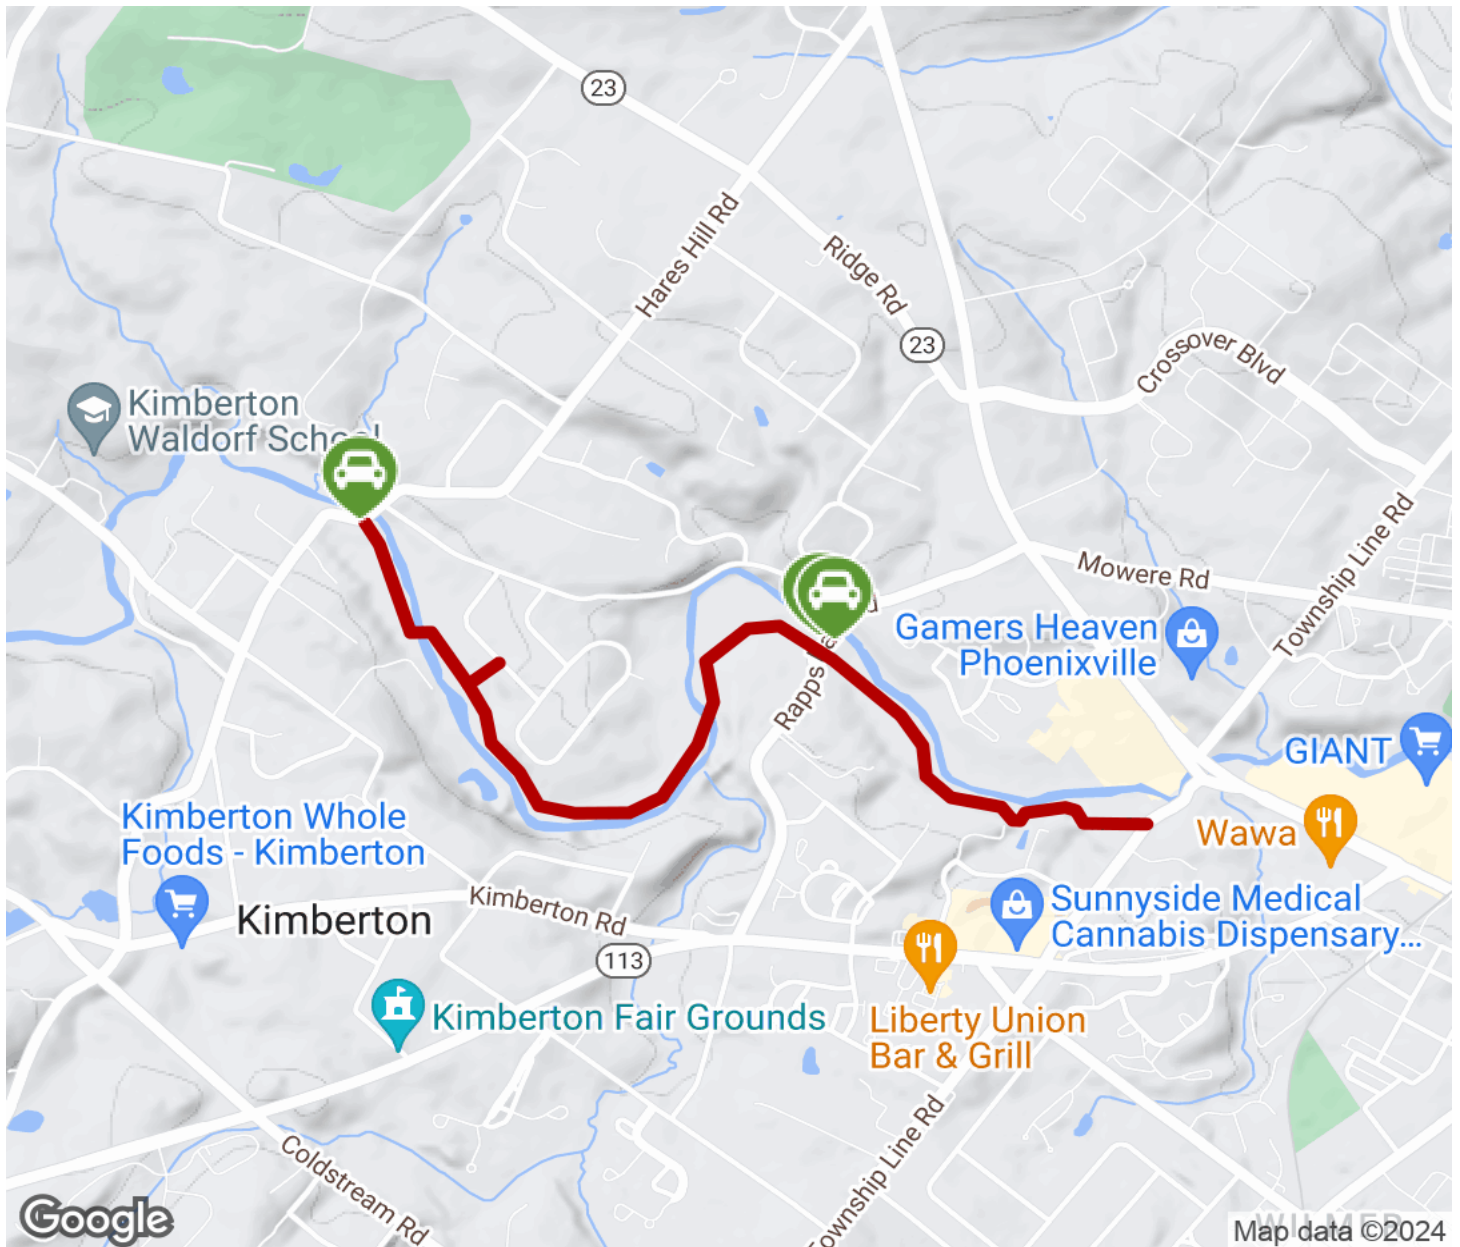 23
Hares Hill Rd
Ridge Rd
23
Crossover Blvd
Kimberton
Waldorf School
Township Line Rd
Mowere Rd
Gamers Heaven
Phoenixville
Rapps
GIANT
Wawa
Kimberton Whole
Foods - Kimberton
Kimberton Rd
Kimberton
Sunnyside Medical
Cannabis Dispensary...
113
Kimberton Fair Grounds
Liberty Union
Bar & Grill
Township Line Rd
Coldstream Rd
Google
WILMER
Map data ©2024